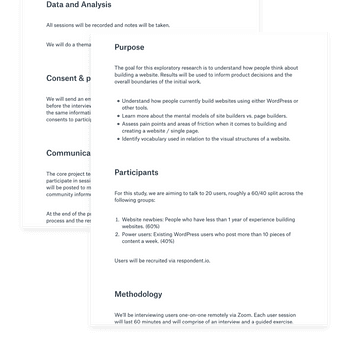 Data and Analysis
All sessions will be recorded and notes will be taken.
We will do a thema
Consent & p
We will send an em
before the interview
the same informati
consents to particip
Communica
The core project te
participate in sessio
will be posted to m
community inform
At the end of the pr
process and the res
Purpose
The goal for this exploratory research is to understand how people think about
building a website. Results will be used to inform product decisions and the
overall boundaries of the initial work.
• Understand how people currently build websites using either WordPress or
other tools.
• Learn more about the mental models of site builders vs. page builders.
• Assess pain points and areas of friction when it comes to building and
creating a website / single page.
• Identify vocabulary used in relation to the visual structures of a website.
Participants
For this study, we are aiming to talk to 20 users, roughly a 60/40 split across the
following groups:
1. Website newbies: People who have less than 1 year of experience building
websites. (60%)
2. Power users: Existing WordPress users who post more than 10 pieces of
content a week. (40%)
Users will be recruited via respondent.io.
Methodology
We'll be interviewing users one-on-one remotely via Zoom. Each user session
will last 60 minutes and will comprise of an interview and a guided exercise.